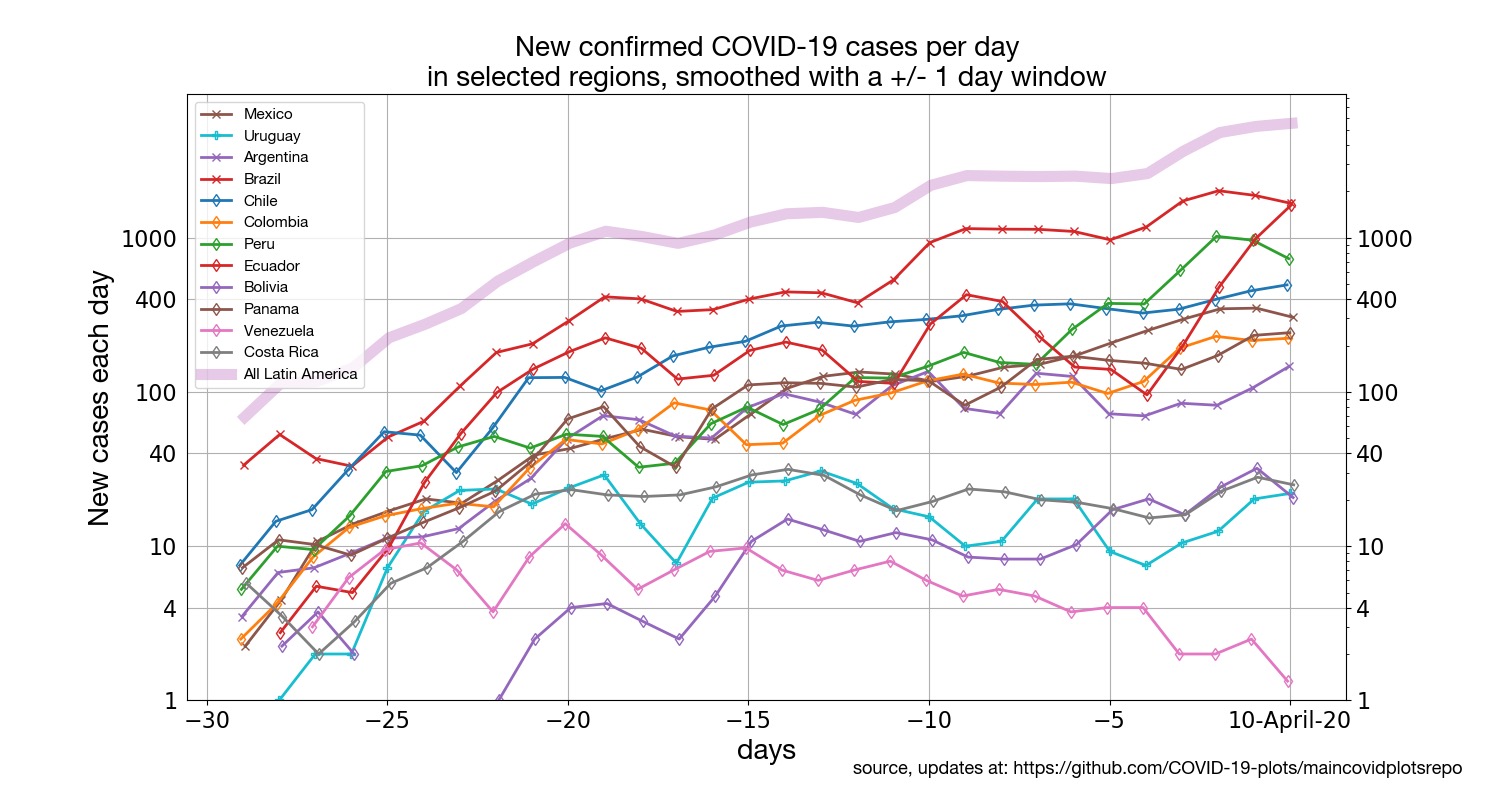 New confirmed COVID-19 cases per day
in selected regions, smoothed with a +/- 1 day window
Mexico
Uruguay
Argentina
Brazil
Chile
Colombia
Peru
Ecuador
Bolivia
Panama
Venezuela
Costa Rica
All Latin America
New cases each day
1000
400
100
40
10
4
1
1000
400
100
40
10
4
1
−30 −25 −20 −15 −10 −5 10-April-20
days
source, updates at: https://github.com/COVID-19-plots/maincovidplotsrepo